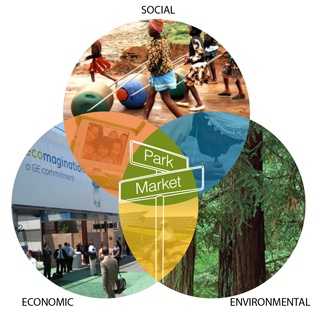 SOCIAL
ecomagination
a GE commitment
Park
Market
ECONOMIC
ENVIRONMENTAL